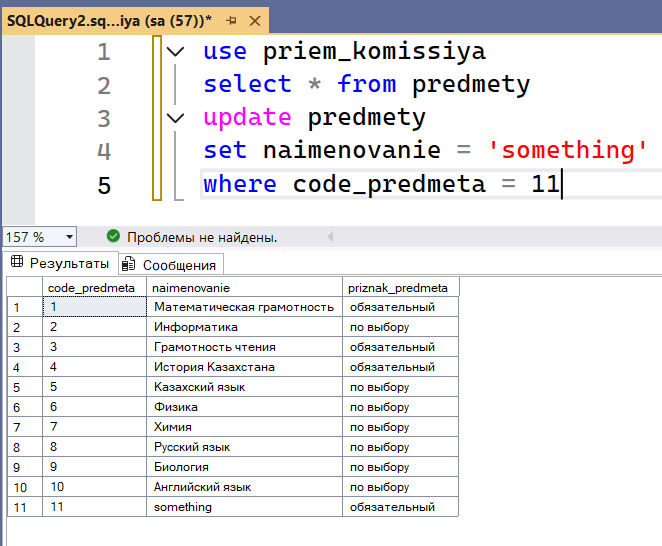 SQLQuery2.sq...iya (sa (57))*
1 use priem_komissiya
2 select * from predmety
3 update predmety
4 set naimenovanie = 'something'
5 where code_predmeta = 11
157 % Проблемы не найдены.
Результаты Сообщения
code_predmeta naimenovanie priznak_predmeta
1 1 Математическая грамотность обязательный
2 2 Информатика по выбору
3 3 Грамотность чтения обязательный
4 4 История Казахстана обязательный
5 5 Казахский язык по выбору
6 6 Физика по выбору
7 7 Химия по выбору
8 8 Русский язык по выбору
9 9 Биология по выбору
10 10 Английский язык по выбору
11 11 something обязательный